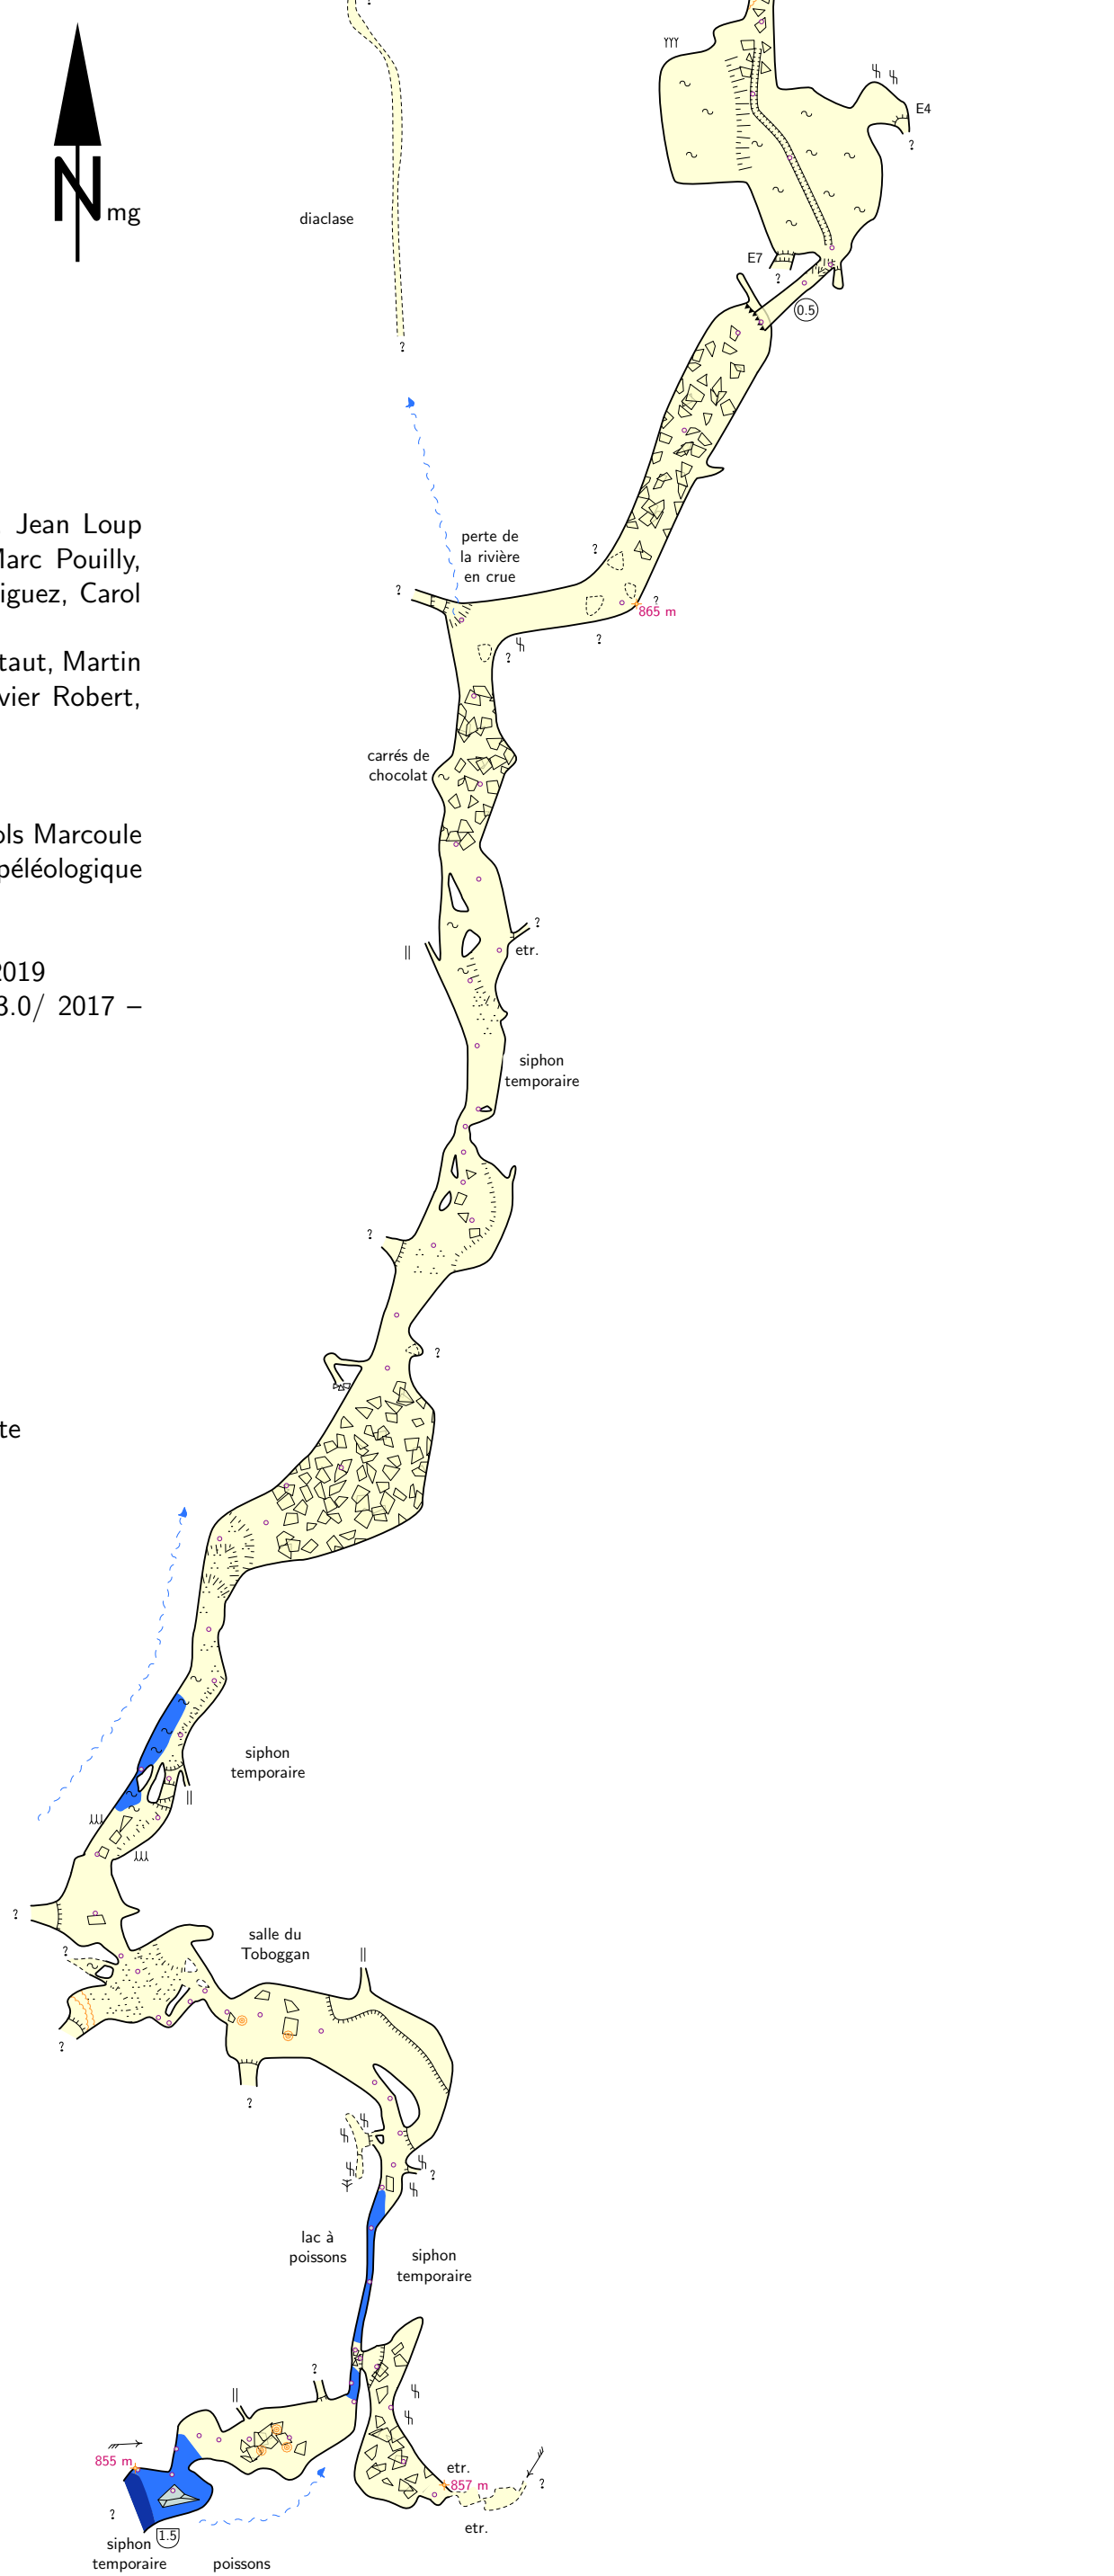 E4
?
N mg
diaclase
E7
?
0.5
?
Jean Loup
Marc Pouilly,
iguez, Carol
perte de
la rivière
en crue
?
?
?
865 m
?
?
taut, Martin
vier Robert,
carrés de
chocolat
ols Marcoule
péléologique
?
etr.
2019
3.0/ 2017 –
siphon
temporaire
?
?
te
siphon
temporaire
?
?
salle du
Toboggan
?
?
?
lac à
poissons
siphon
temporaire
?
855 m
etr.
857 m
?
?
etr.
1.5
siphon
temporaire
poissons